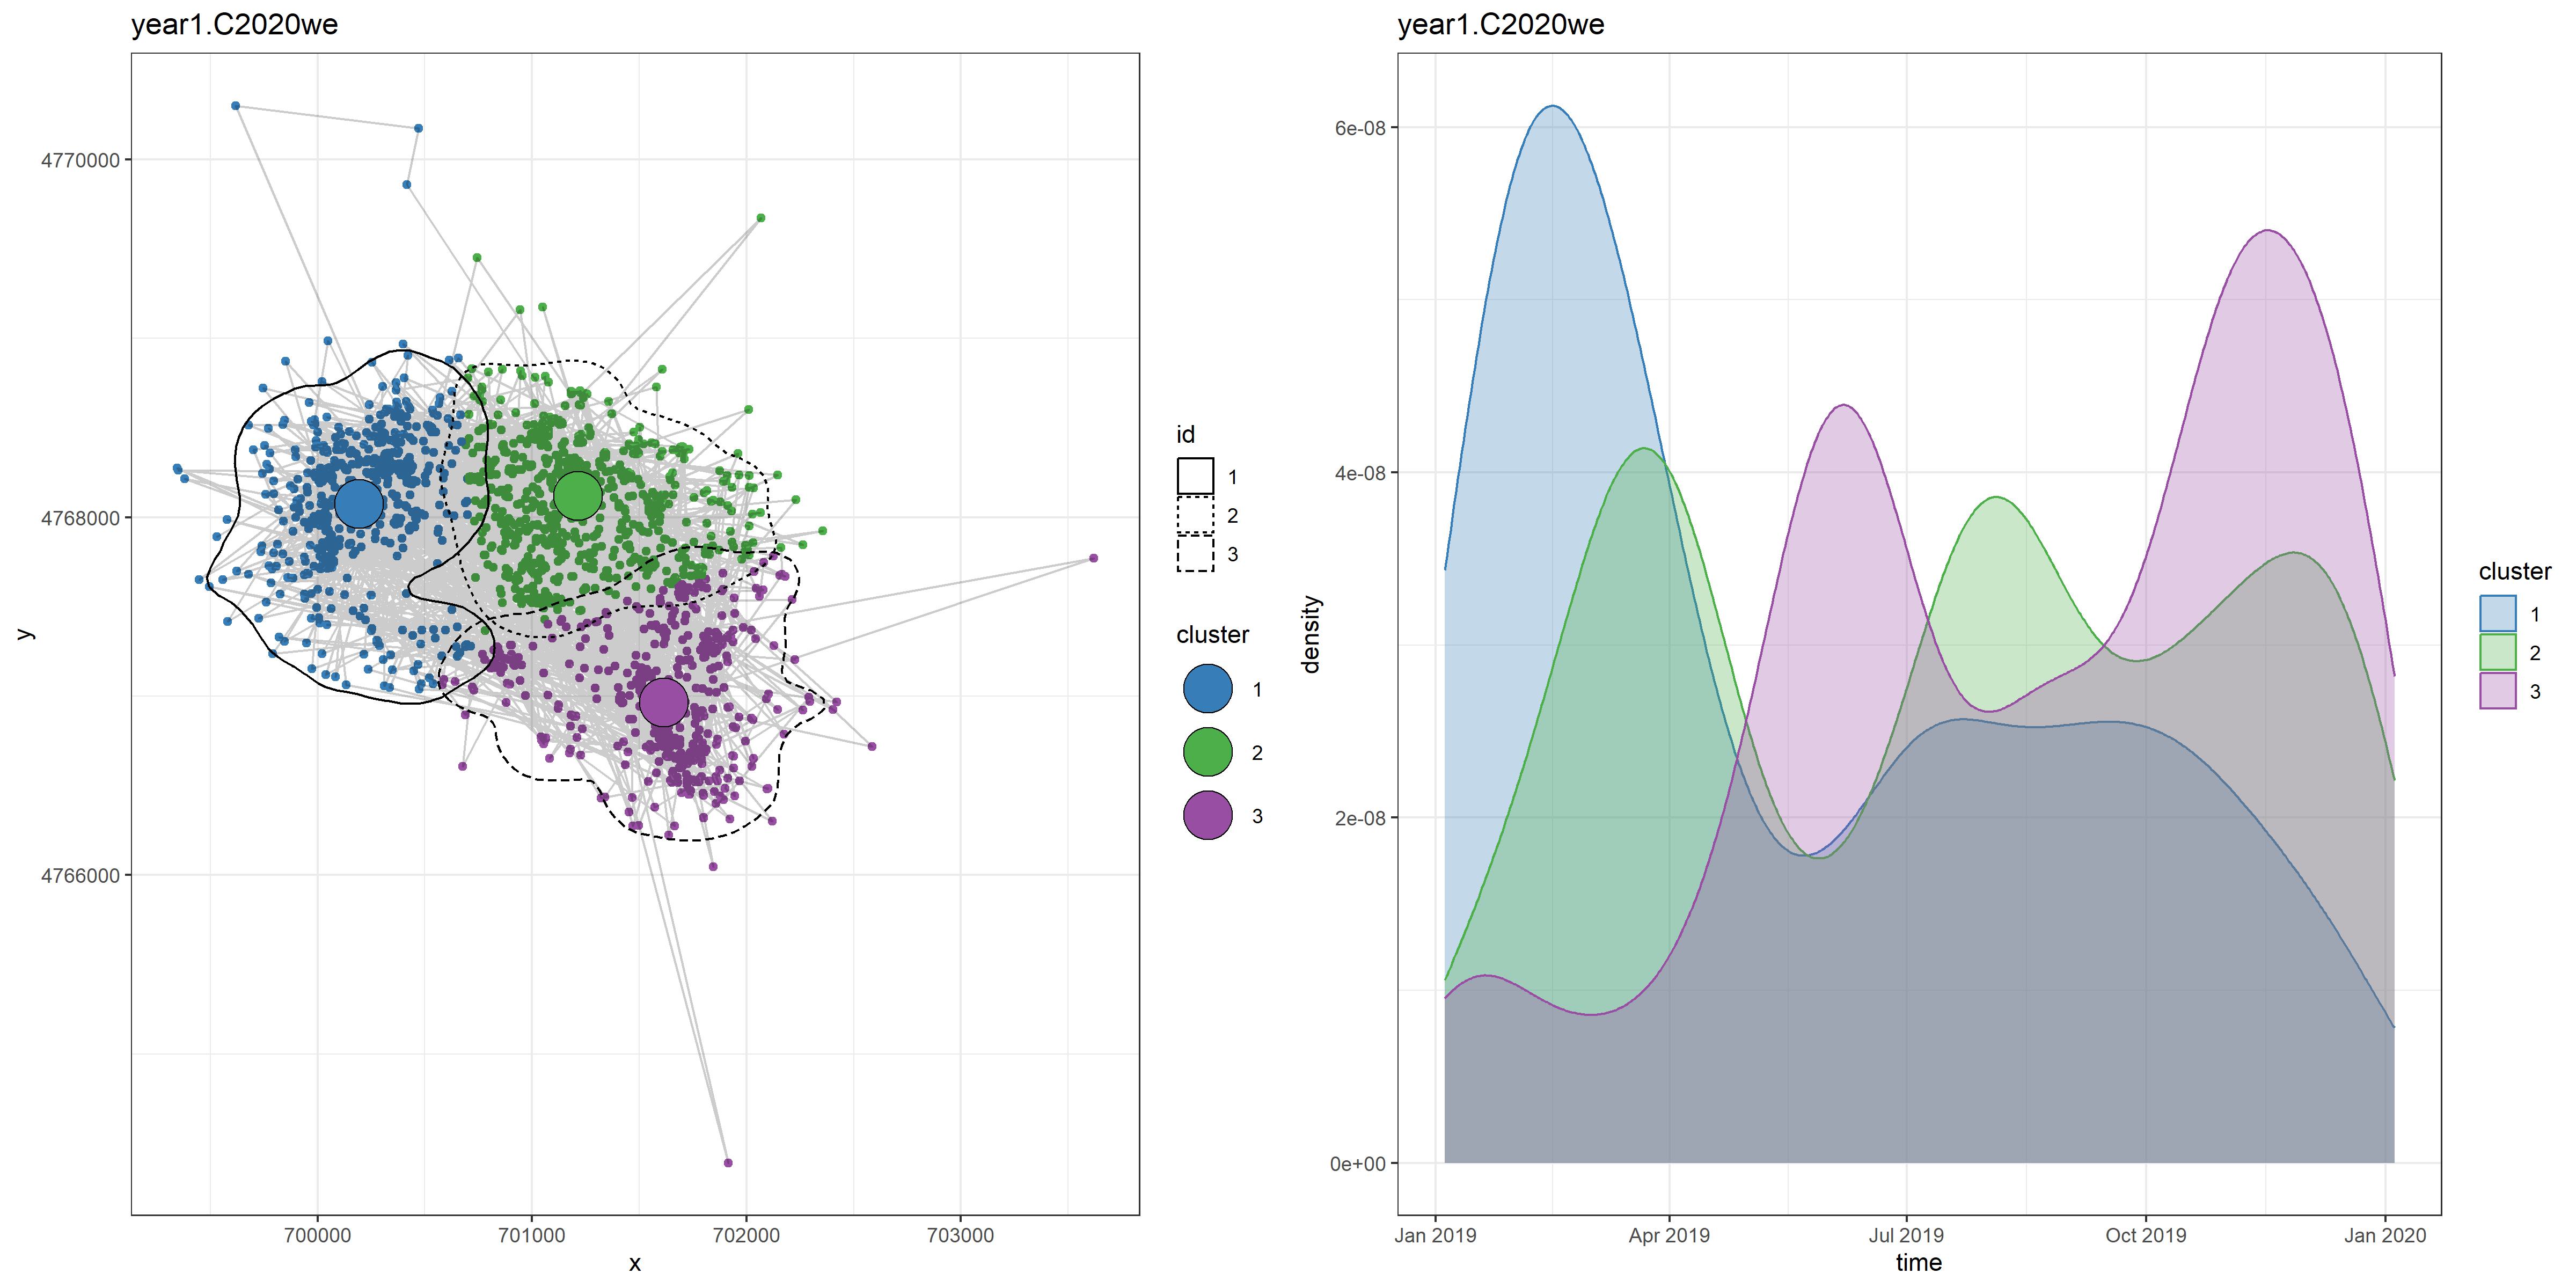 year1.C2020we
4770000
4768000
4766000
y
700000
701000
702000
703000
x
id
1
2
3
cluster
1
2
3
year1.C2020we
6e-08
4e-08
2e-08
0e+00
density
Jan 2019
Apr 2019
Jul 2019
Oct 2019
Jan 2020
time
cluster
1
2
3